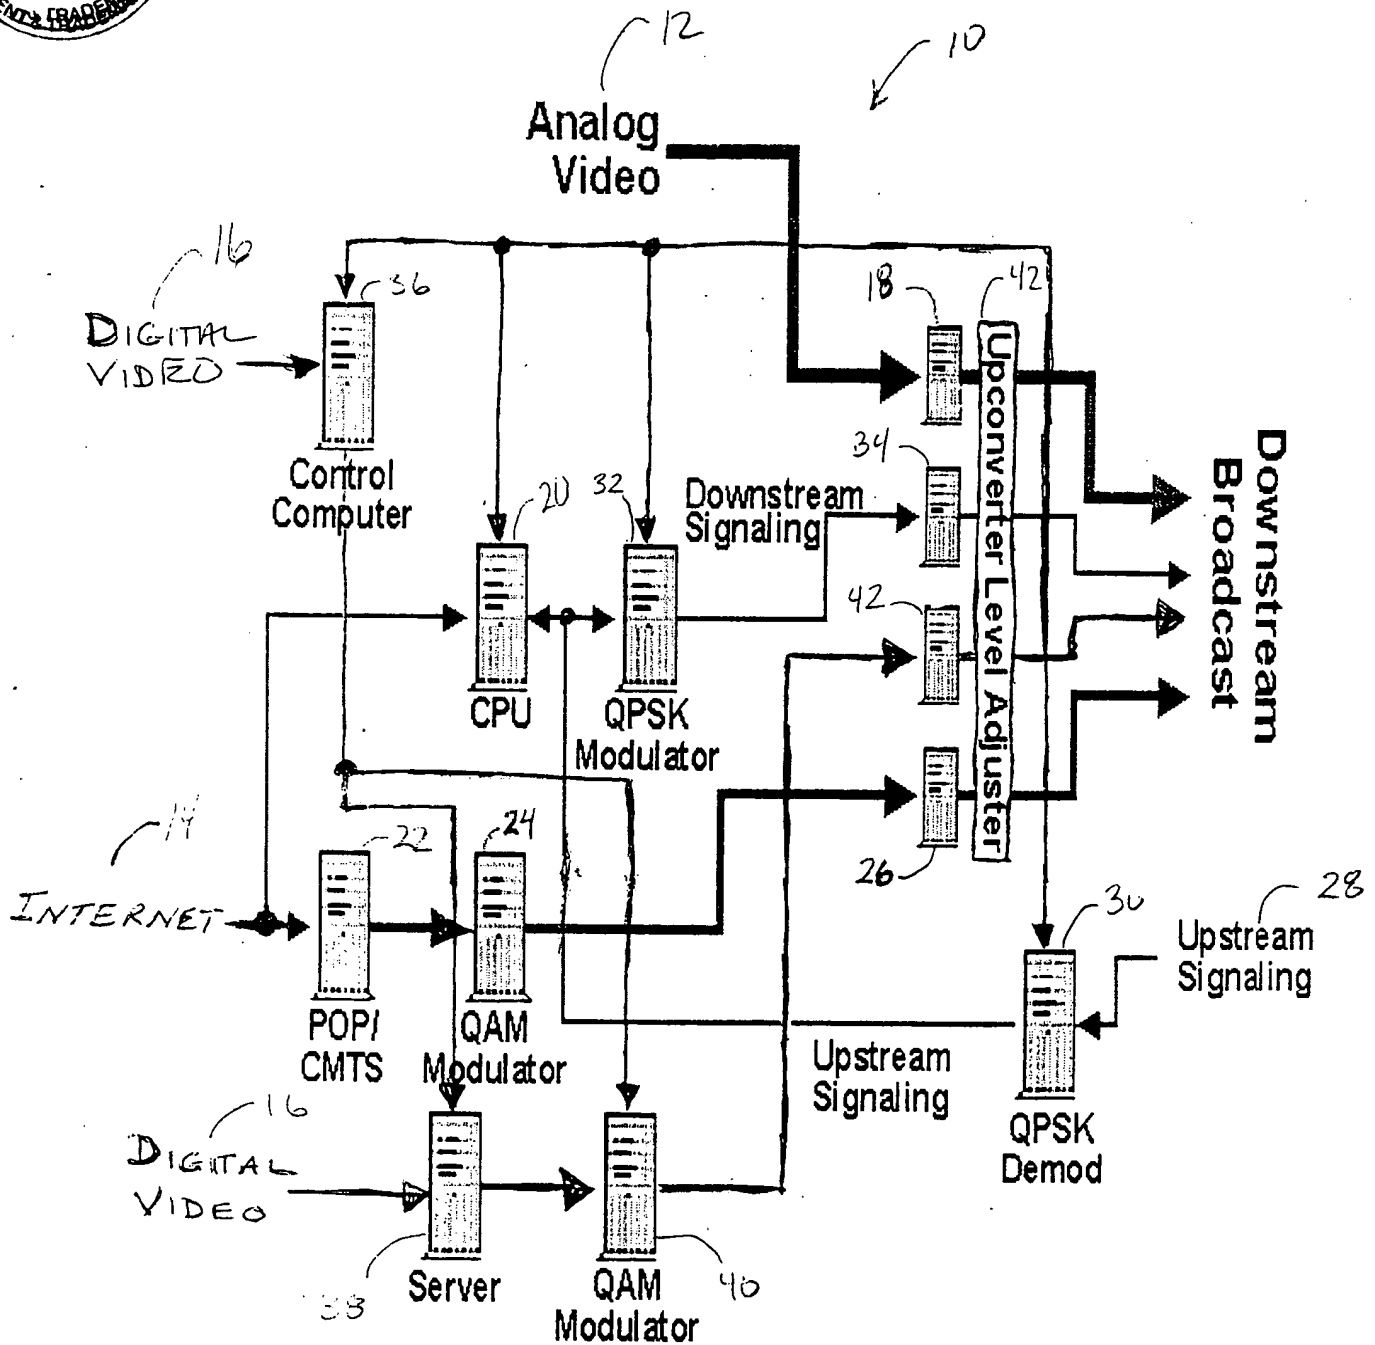 ENT & TRADEM
12
10
Analog
Video
16
36
DIGITAL
VIDEO
18
42
Upconverter Level Adjuster
Control
Computer
20
32
34
Downstream
Signaling
Downstream
Broadcast
42
CPU
QPSK
Modulator
14
22
24
26
INTERNET
30
28
Upstream
Signaling
POP/
CMTS
QAM
Modulator
Upstream
Signaling
QPSK
Demod
16
DIGITAL
VIDEO
38
Server
QAM
Modulator
40